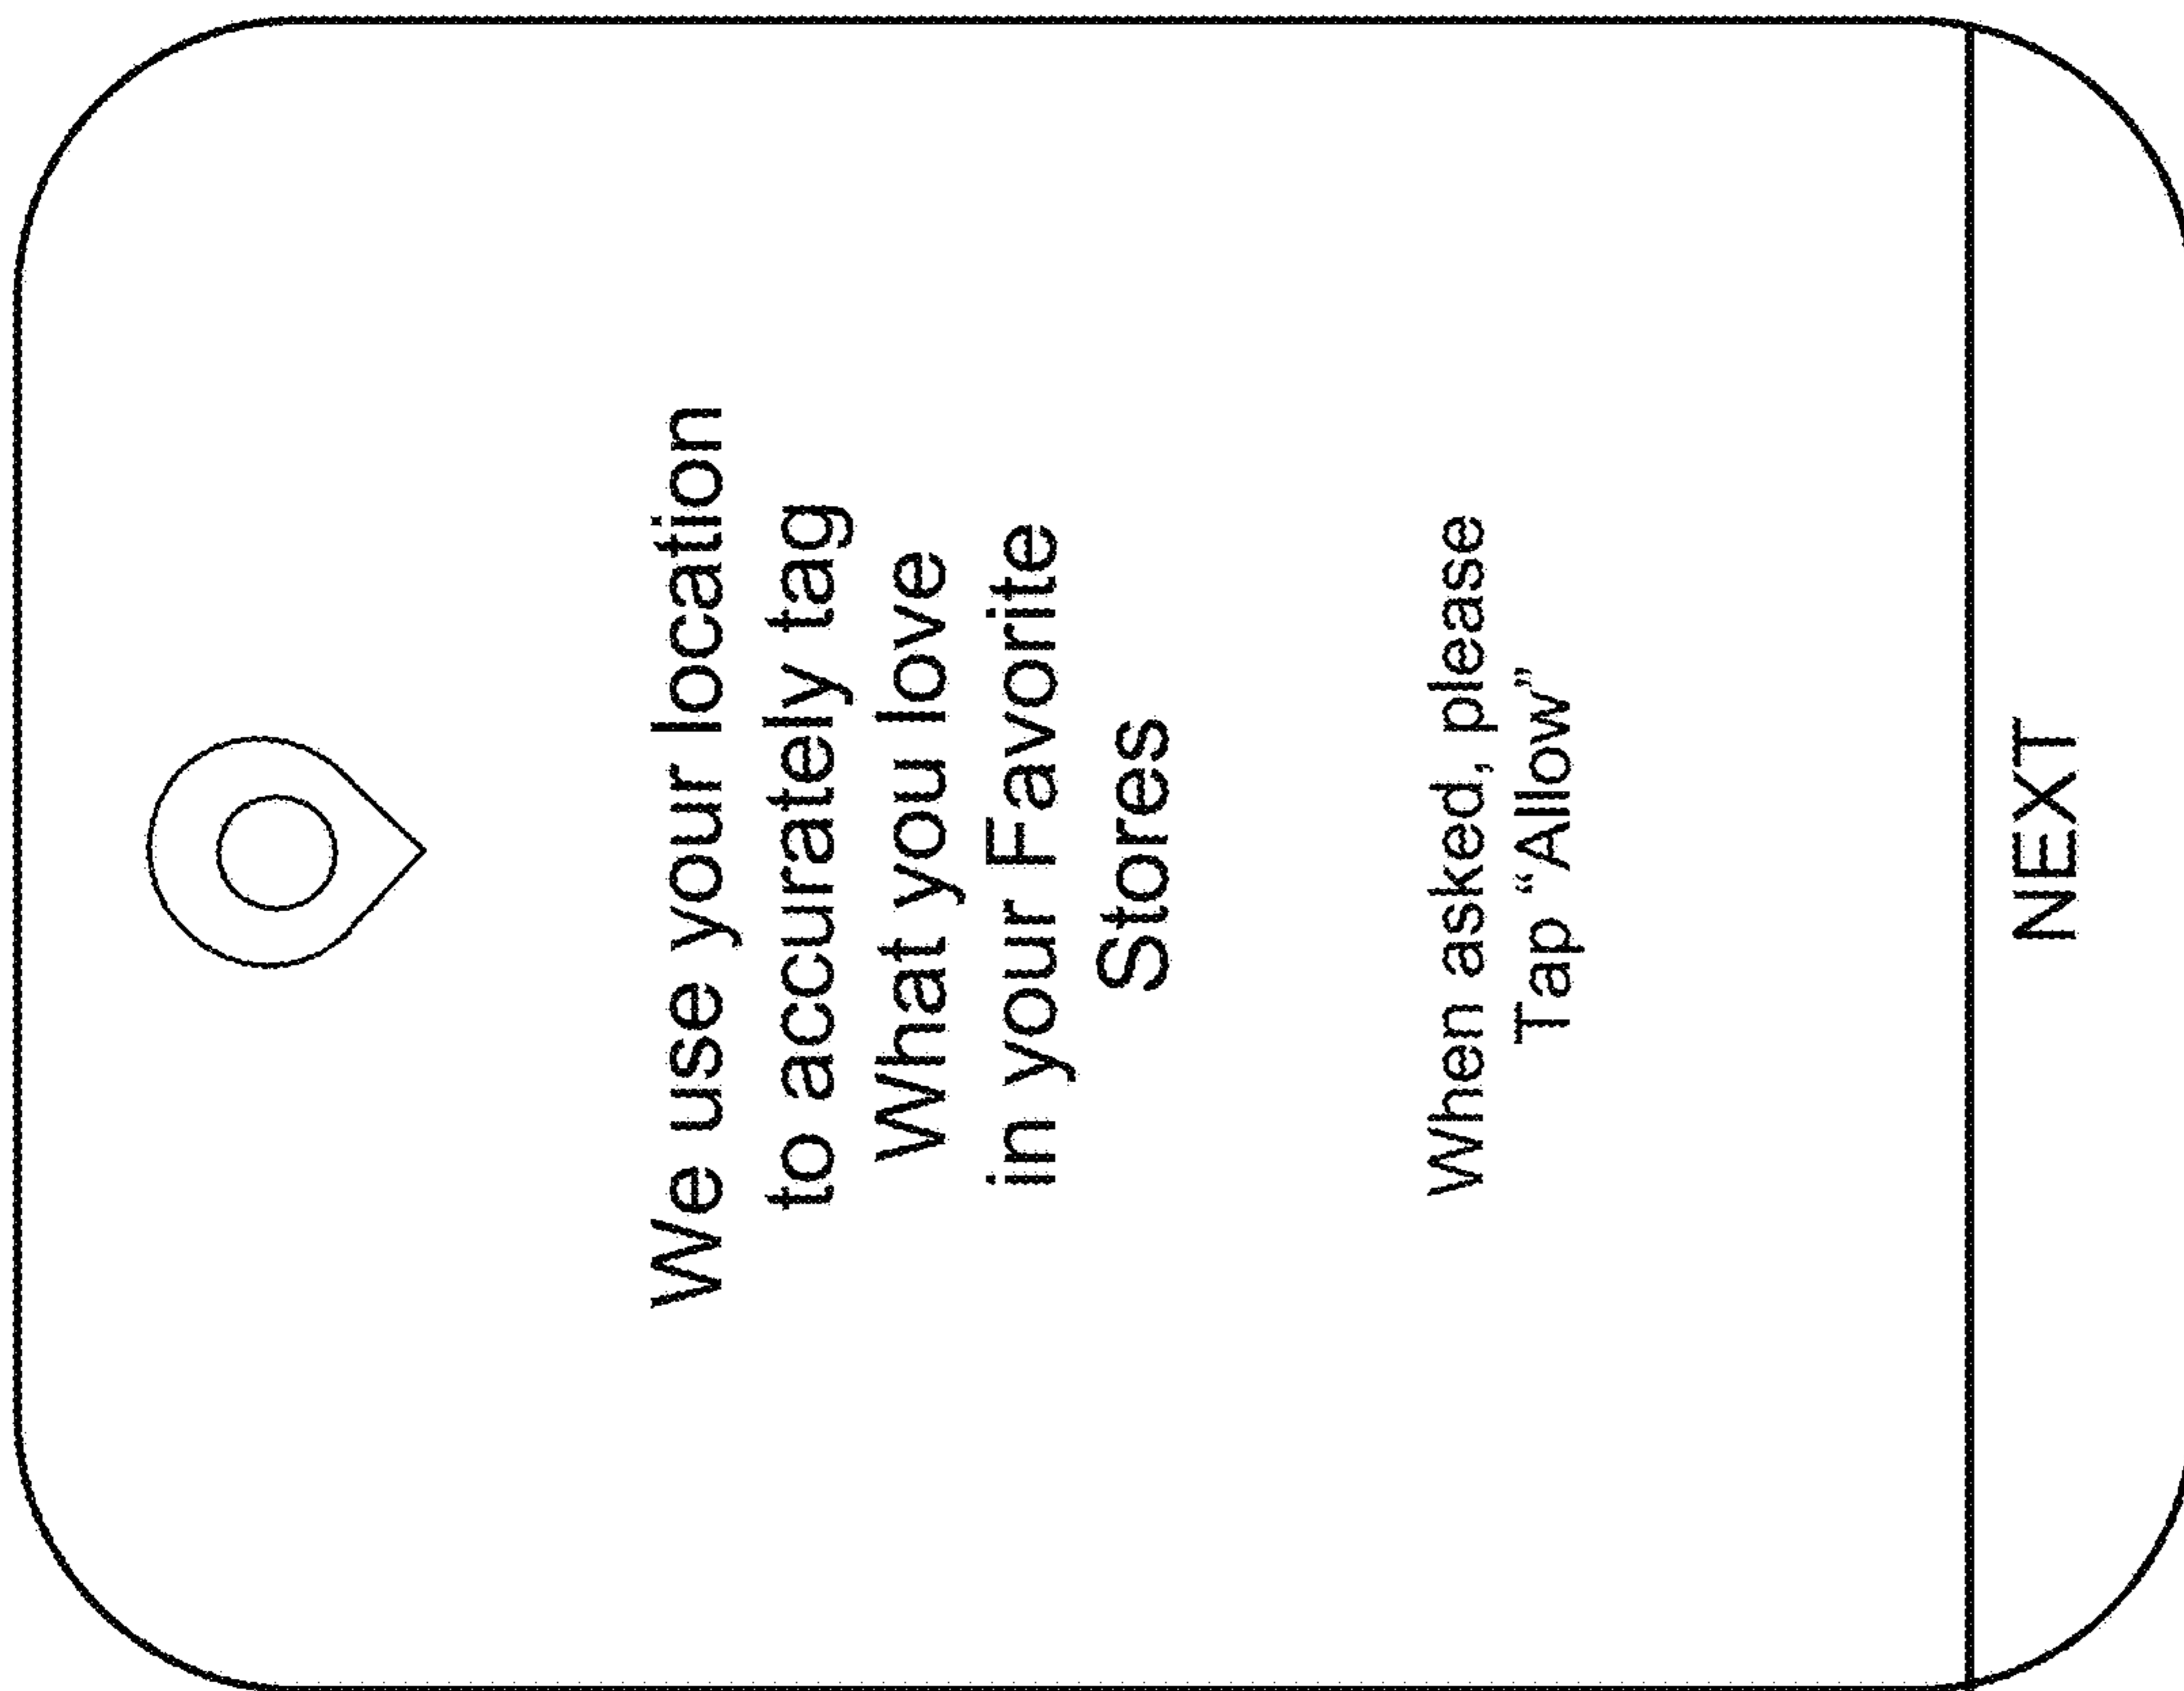 We use your location
to accurately tag
What you love
in your Favorite
Stores
When asked, please
Tap “Allow”
NEXT